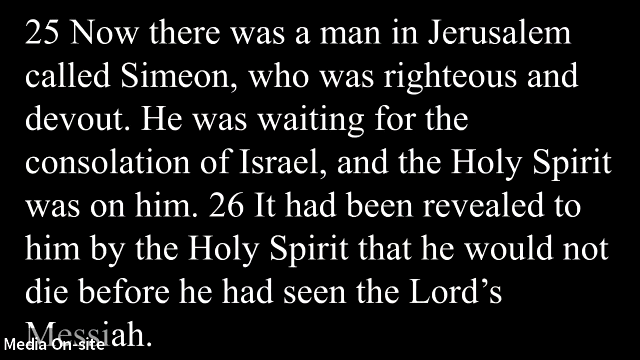 25 Now there was a man in Jerusalem
called Simeon, who was righteous and
devout. He was waiting for the
consolation of Israel, and the Holy Spirit
was on him. 26 It had been revealed to
him by the Holy Spirit that he would not
die before he had seen the Lord’s
Messiah.
Media On-site